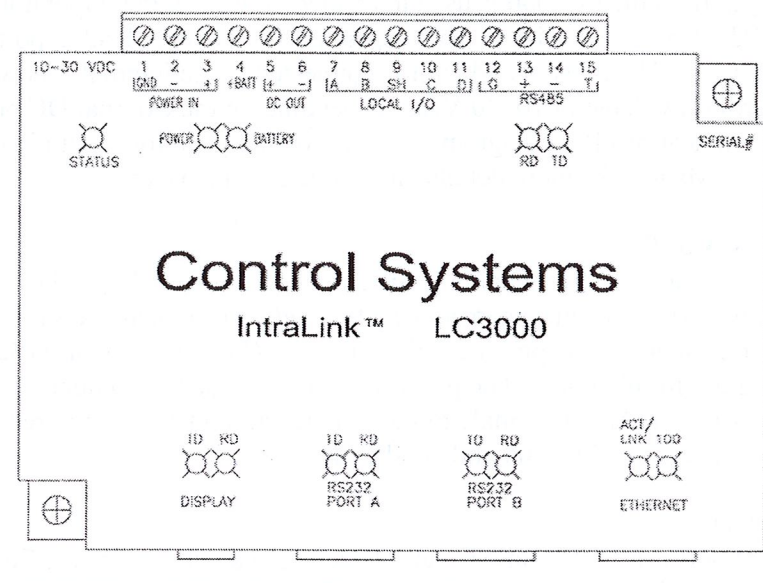 10-30 VDC 1 2 3 4 5 6 7 8 9 10 11 12 13 14 15
GND - + +BATT + - A B SH C D G + - T
POWER IN DC OUT LOCAL I/O RS485
STATUS
POWER BATTERY
RD TD
SERIAL#
Control Systems
IntraLink™ LC3000
TD RD
DISPLAY
TD RD
RS232
PORT A
TD RD
RS232
PORT B
ACT/
LNK 100
ETHERNET